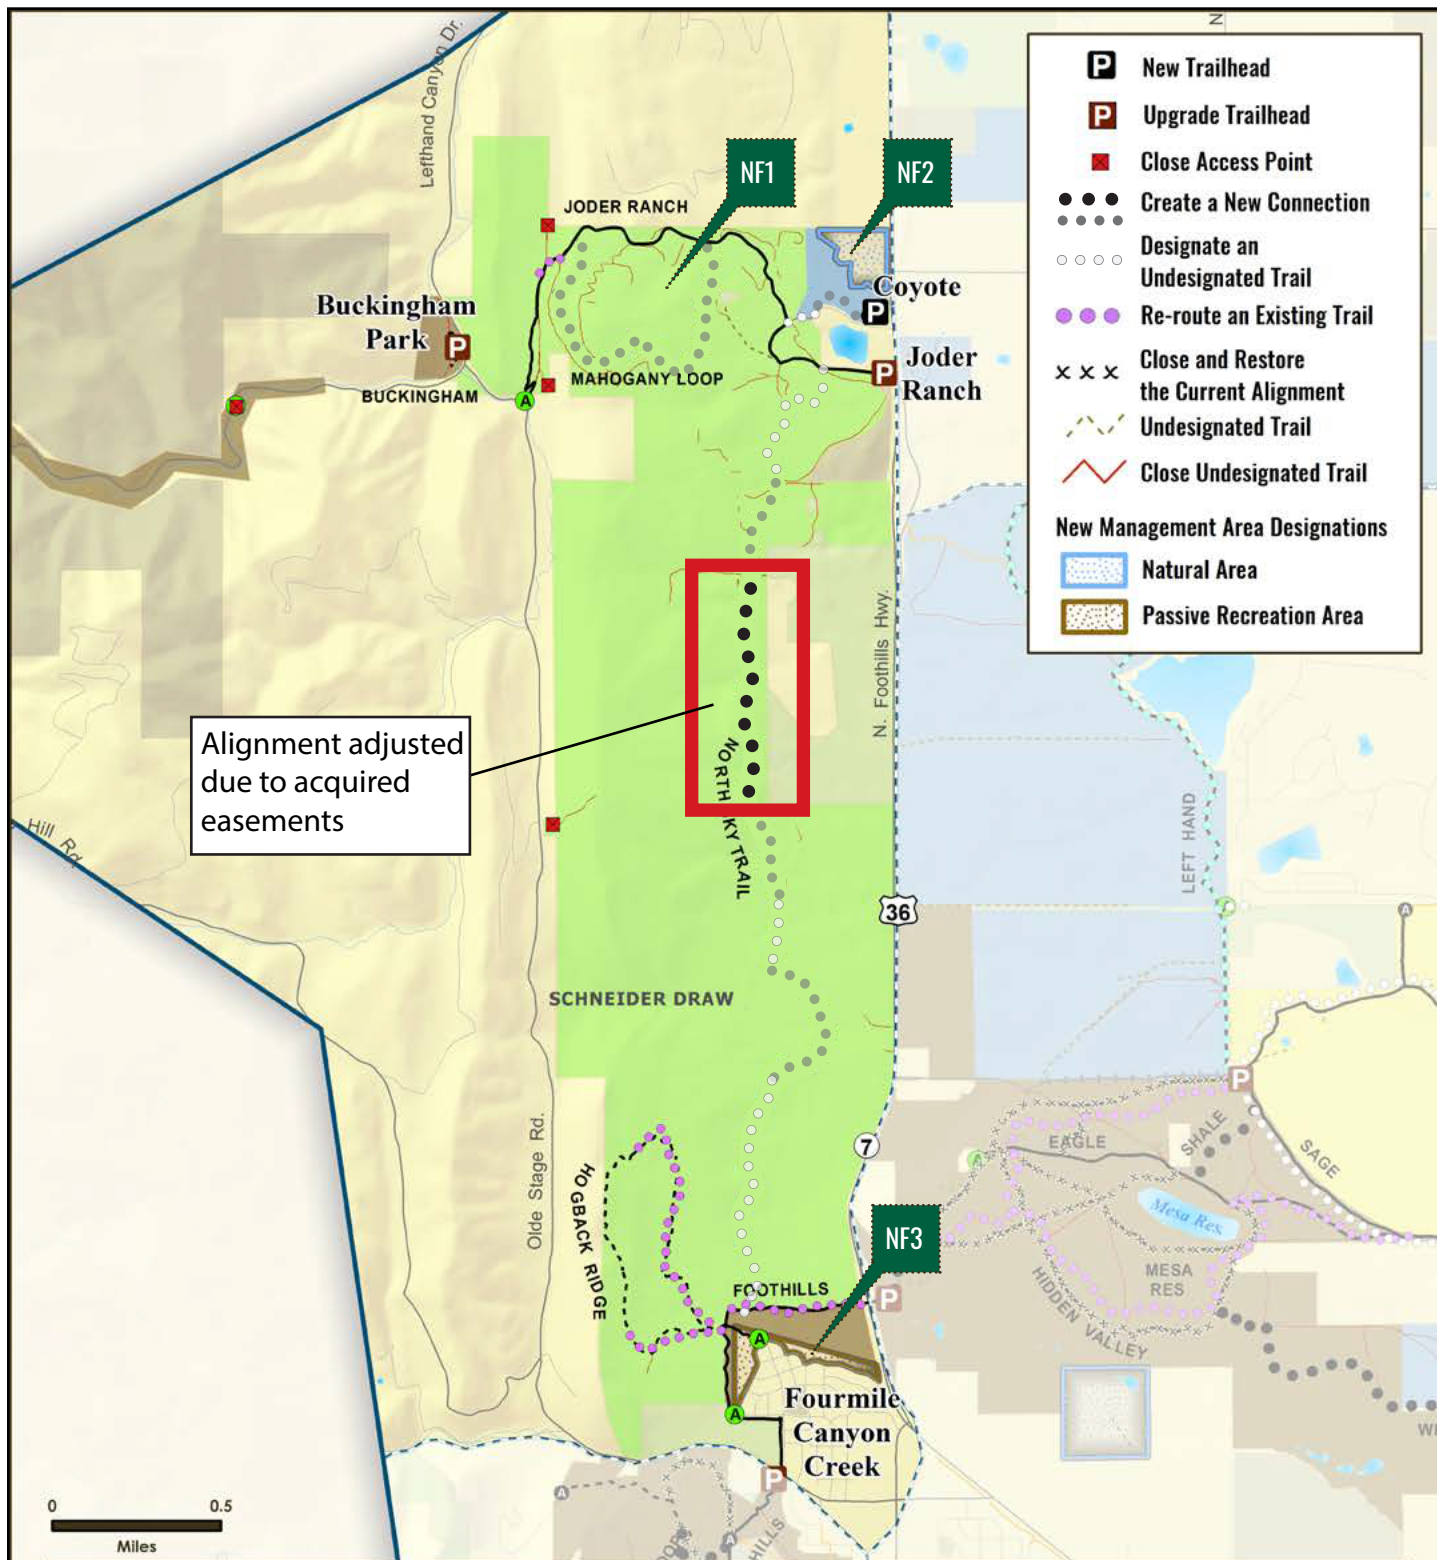 Lefthand Canyon Dr.
N
P New Trailhead
P Upgrade Trailhead
Close Access Point
Create a New Connection
Designate an
Undesignated Trail
Re-route an Existing Trail
Close and Restore
the Current Alignment
Undesignated Trail
Close Undesignated Trail
New Management Area Designations
Natural Area
Passive Recreation Area
NF1
NF2
JODER RANCH
Coyote
P
Buckingham
Park
P
Joder
Ranch
P
MAHOGANY LOOP
BUCKINGHAM
A
N. Foothills Hwy.
Alignment adjusted
due to acquired
easements
NORTH
KY TRAIL
Hill Rd.
LEFT HAND
36
A
SCHNEIDER DRAW
Olde Stage Rd.
7
P
EAGLE
SHALE
SAGE
A
Mesa Res.
MESA
RES
HIDDEN VALLEY
HOGBACK RIDGE
NF3
FOOTHILLS
P
A
A
Fourmile
Canyon
Creek
P
A
A
HILLS
0 0.5
Miles